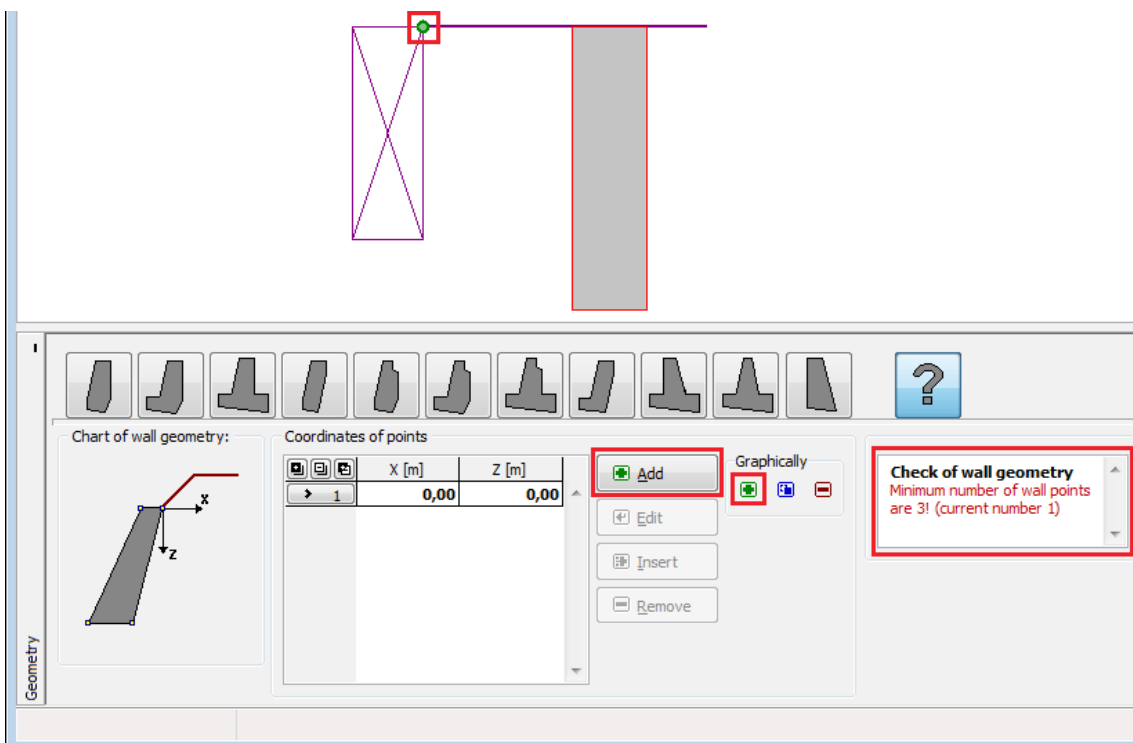 Chart of wall geometry:
x
z
Coordinates of points
X [m] Z [m]
1 0,00 0,00
Add
Edit
Insert
Remove
Graphically
Check of wall geometry
Minimum number of wall points
are 3! (current number 1)
Geometry
?